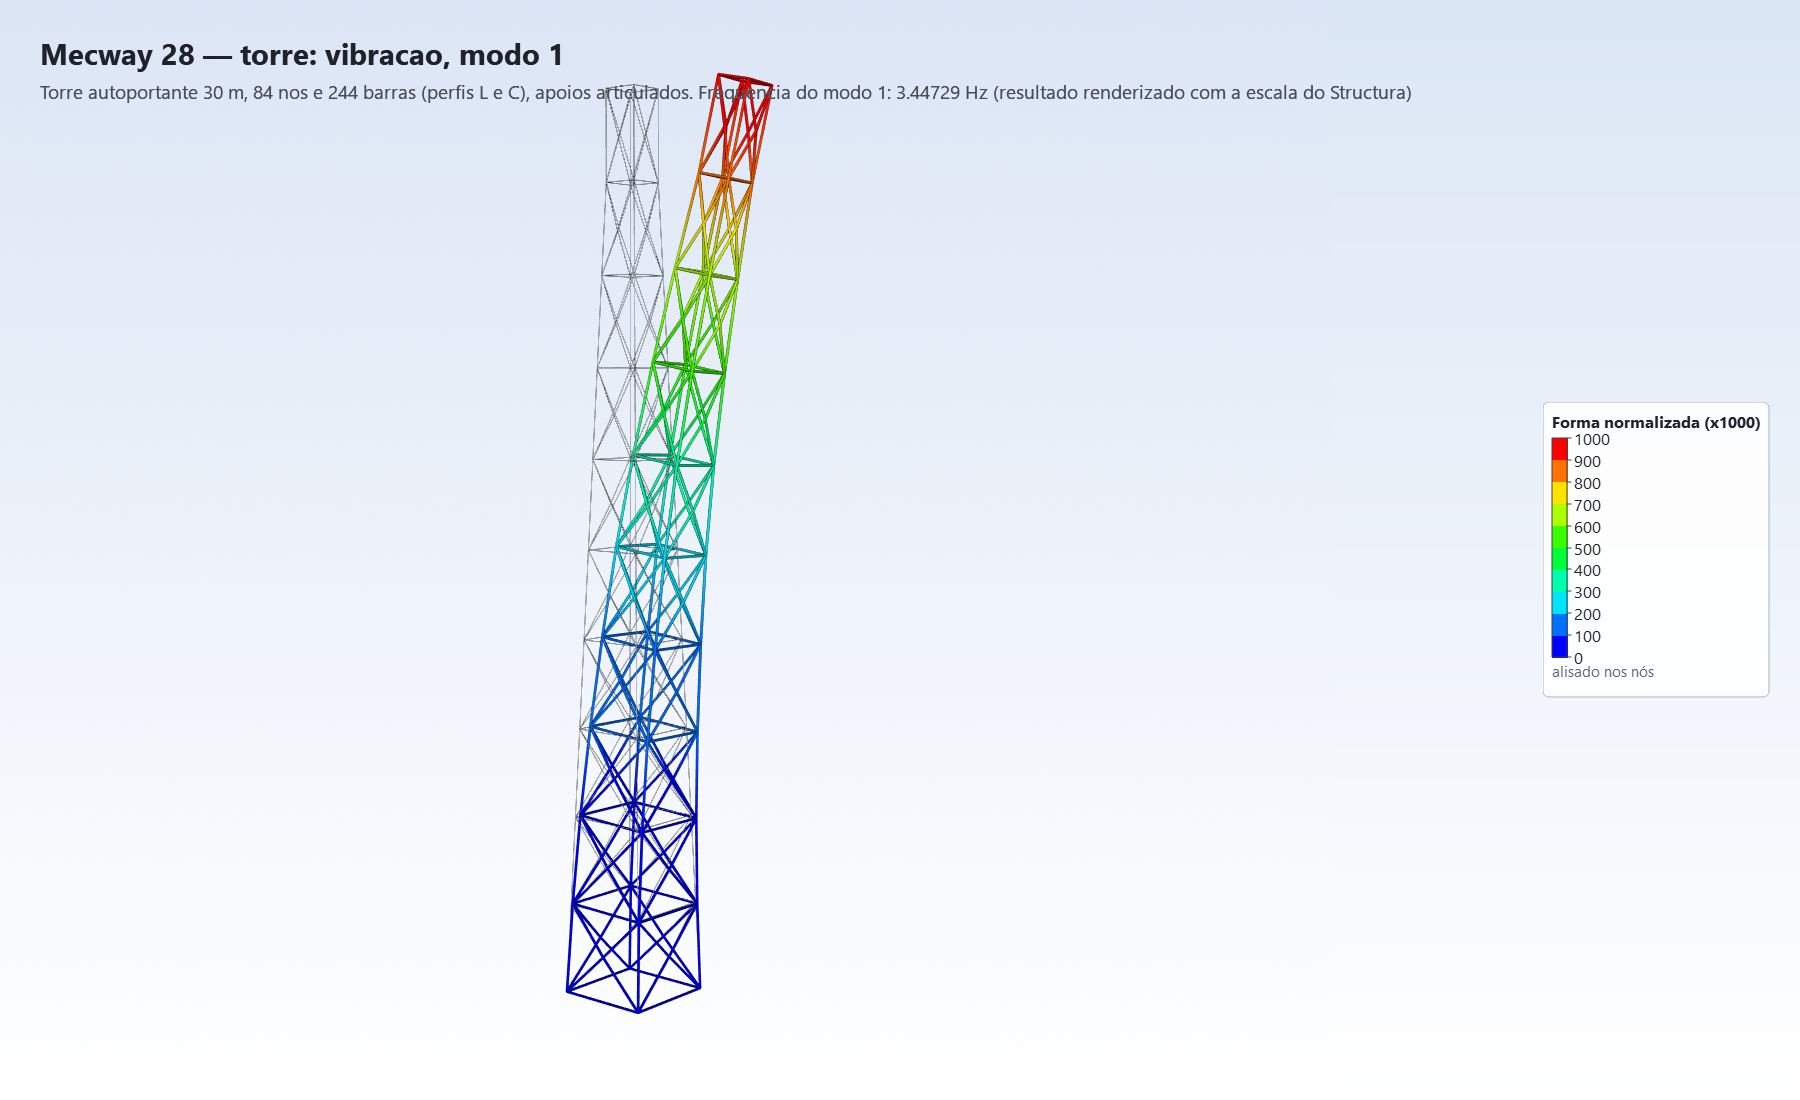 Mecway 28 — torre: vibracao, modo 1
Torre autoportante 30 m, 84 nos e 244 barras (perfis L e C), apoios articulados. Frequencia do modo 1: 3.44729 Hz (resultado renderizado com a escala do Structura)
Forma normalizada (x1000)
1000
900
800
700
600
500
400
300
200
100
0
alisado nos nós